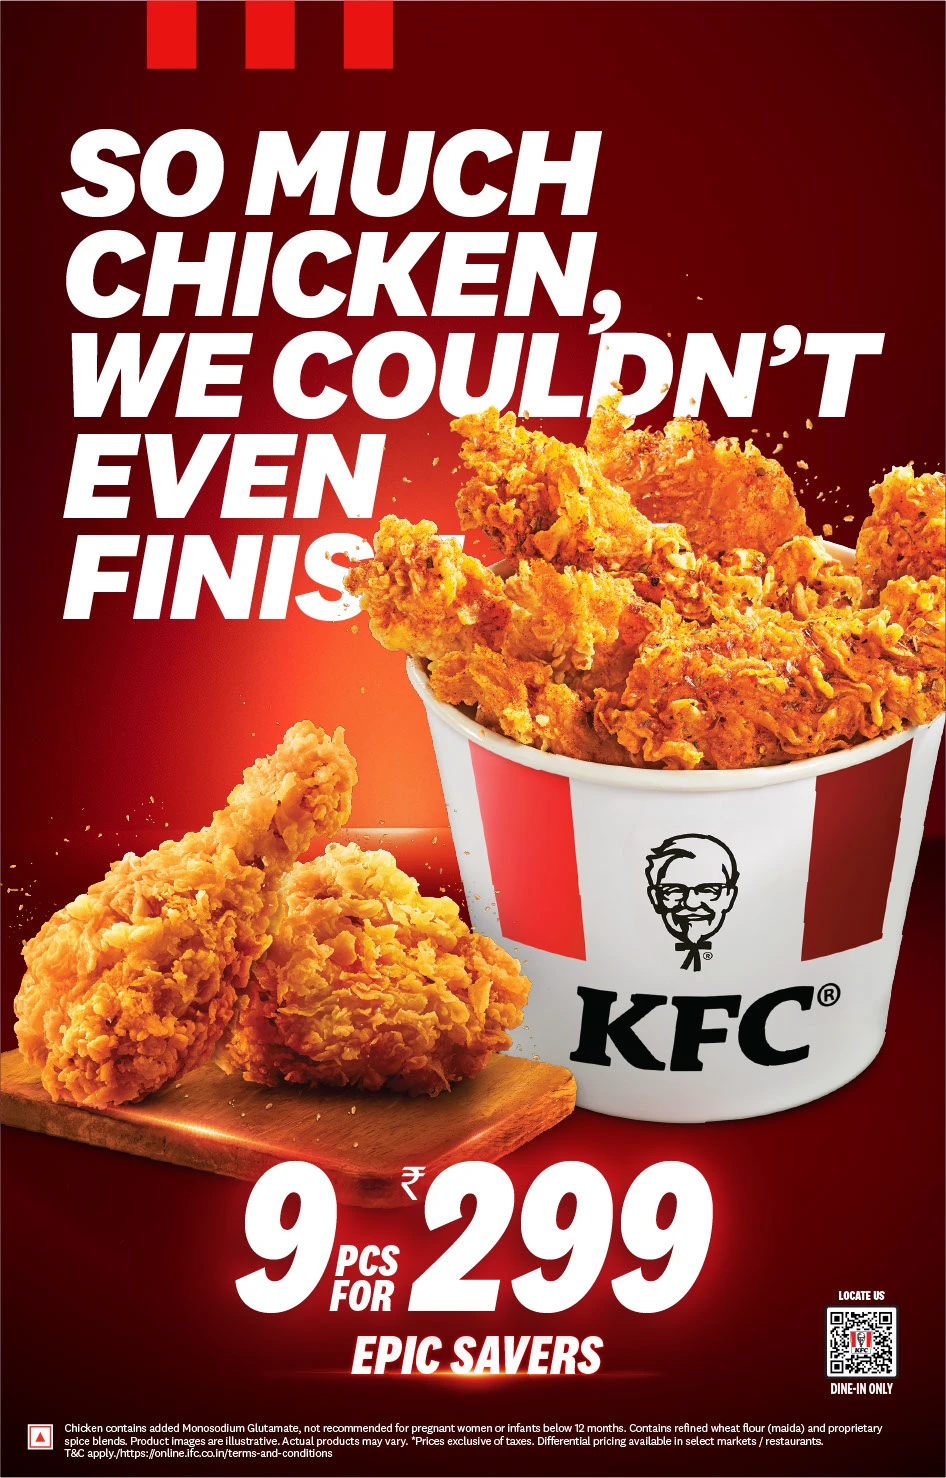 SO MUCH
CHICKEN,
WE COULDN'T
EVEN
FINIS
KFC®
9 PCS FOR ₹299
EPIC SAVERS
LOCATE US
KFC
DINE-IN ONLY
Chicken contains added Monosodium Glutamate, not recommended for pregnant women or infants below 12 months. Contains refined wheat flour (maida) and proprietary
spice blends. Product images are illustrative. Actual products may vary. *Prices exclusive of taxes. Differential pricing available in select markets / restaurants.
T&C apply./https://online.ifc.co.in/terms-and-conditions